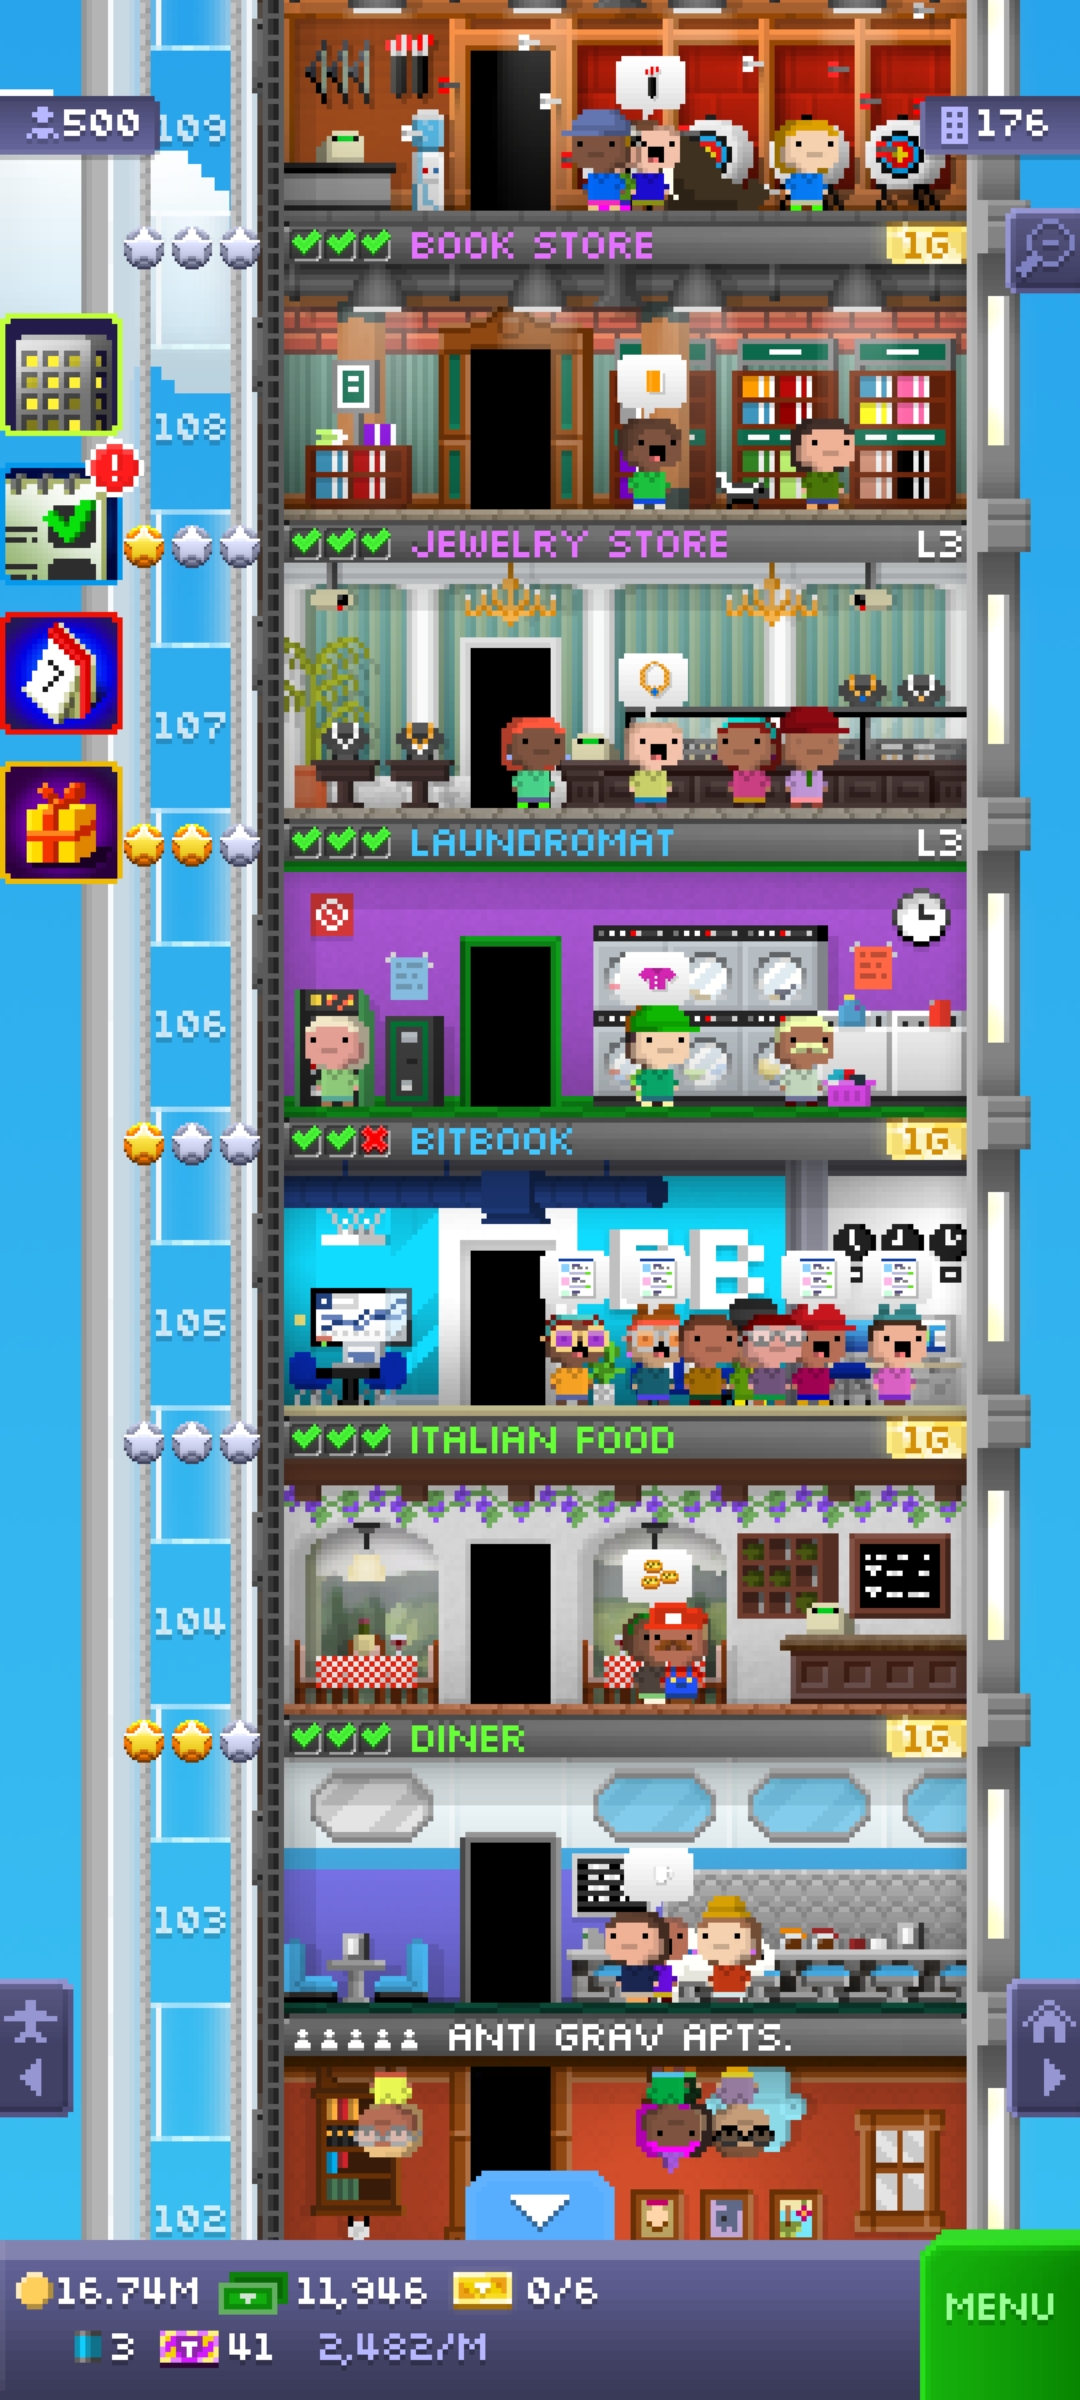 500
109
176
BOOK STORE
1G
108
JEWELRY STORE
L3
107
LAUNDROMAT
L3
106
BITBOOK
1G
B
105
ITALIAN FOOD
1G
104
DINER
1G
103
ANTI GRAV APTS.
102
16.74M
11,946
0/6
3
T
41
2,482/M
MENU